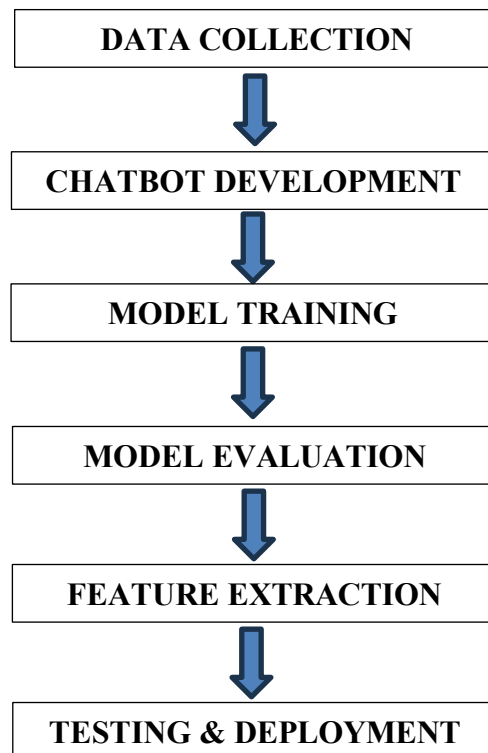 DATA COLLECTION
CHATBOT DEVELOPMENT
MODEL TRAINING
MODEL EVALUATION
FEATURE EXTRACTION
TESTING & DEPLOYMENT